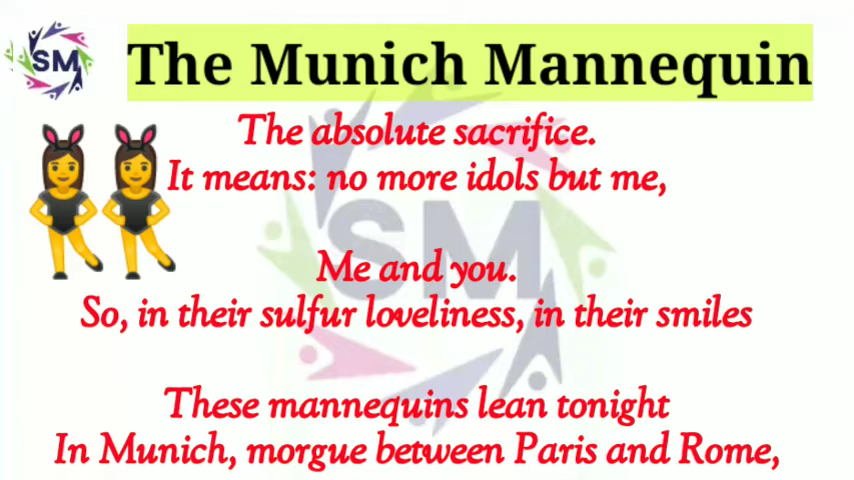 SM
The Munich Mannequin
The absolute sacrifice.
It means: no more idols but me,
Me and you.
So, in their sulfur loveliness, in their smiles
These mannequins lean tonight
In Munich, morgue between Paris and Rome,
SM